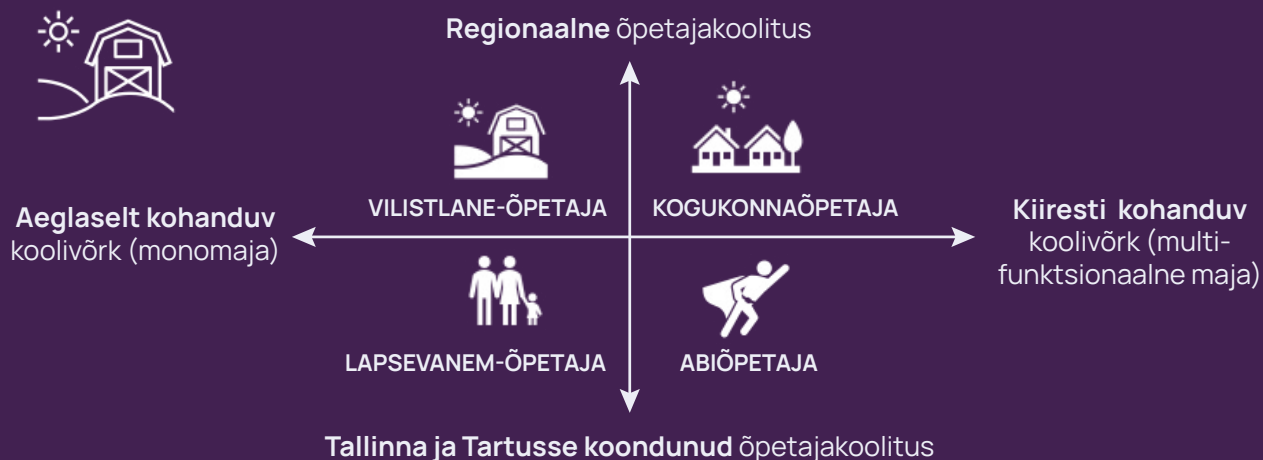 Regionaalne õpetajakoolitus
VILISTLANE-ÕPETAJA
KOGUKONNAÕPETAJA
Aeglaselt kohanduv
koolivõrk (monomaja)
Kiiresti kohanduv
koolivõrk (multi-
funktsionaalne maja)
LAPSEVANEM-ÕPETAJA
ABIÕPETAJA
Tallinna ja Tartusse koondunud õpetajakoolitus